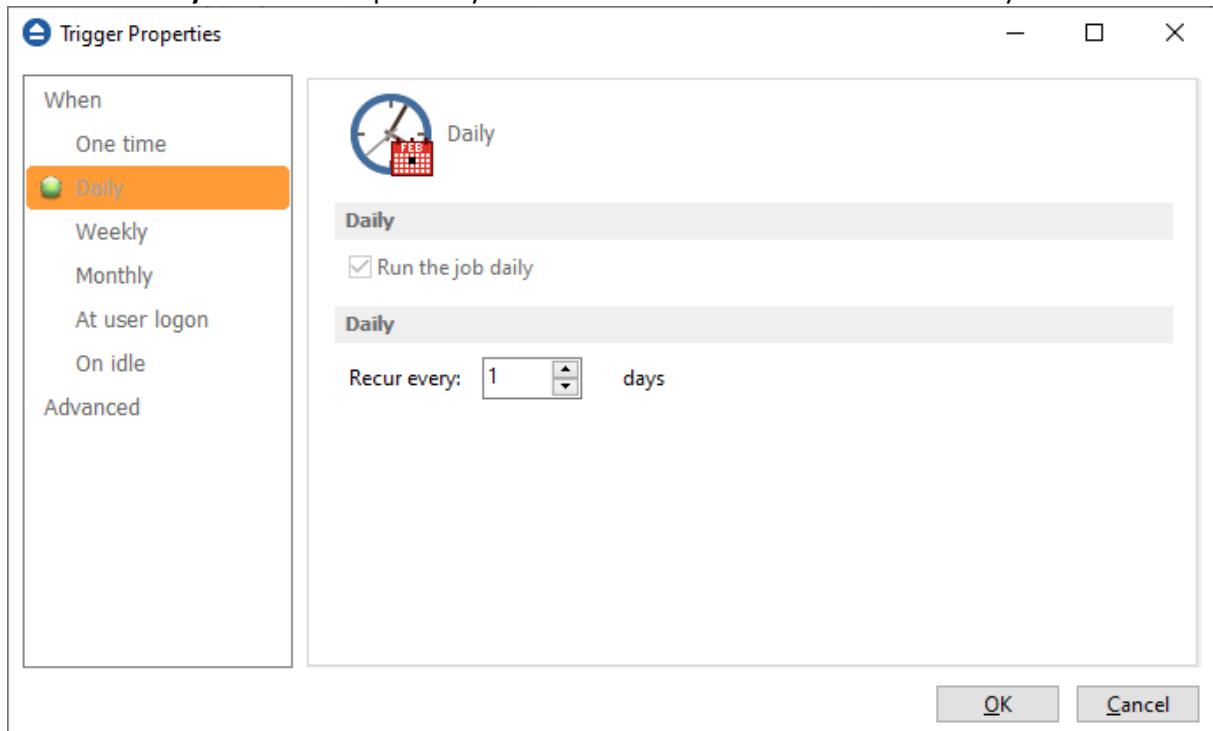 Trigger Properties
When
One time
Daily
Weekly
Monthly
At user logon
On idle
Advanced
FEB
Daily
Daily
Run the job daily
Daily
Recur every: 1 days
OK Cancel